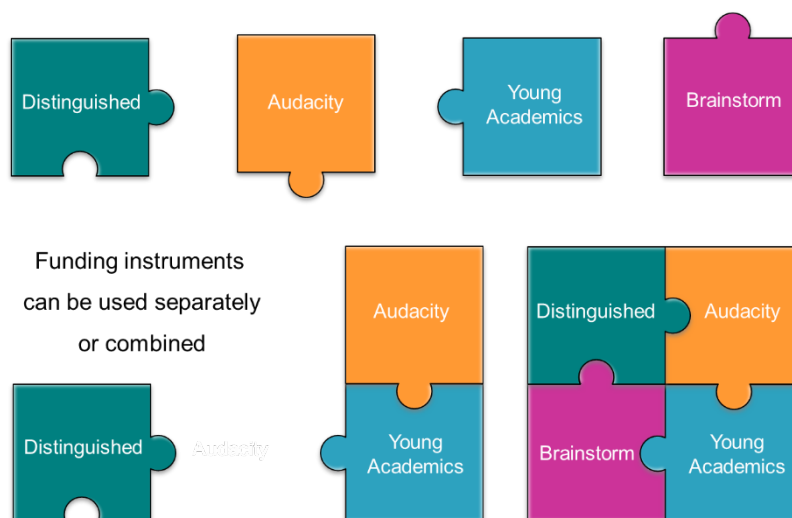 Distinguished
Audacity
Young
Academics
Brainstorm
Funding instruments
can be used separately
or combined
Audacity
Distinguished
Audacity
Distinguished
Audacity
Young
Academics
Brainstorm
Young
Academics